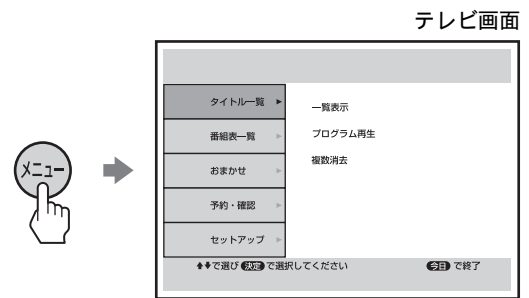 テレビ画面
メニュー
タイトル一覧
番組表一覧
おまかせ
予約・確認
セットアップ
一覧表示
プログラム再生
複数消去
で選び 決定 で選択してください
今日 で終了